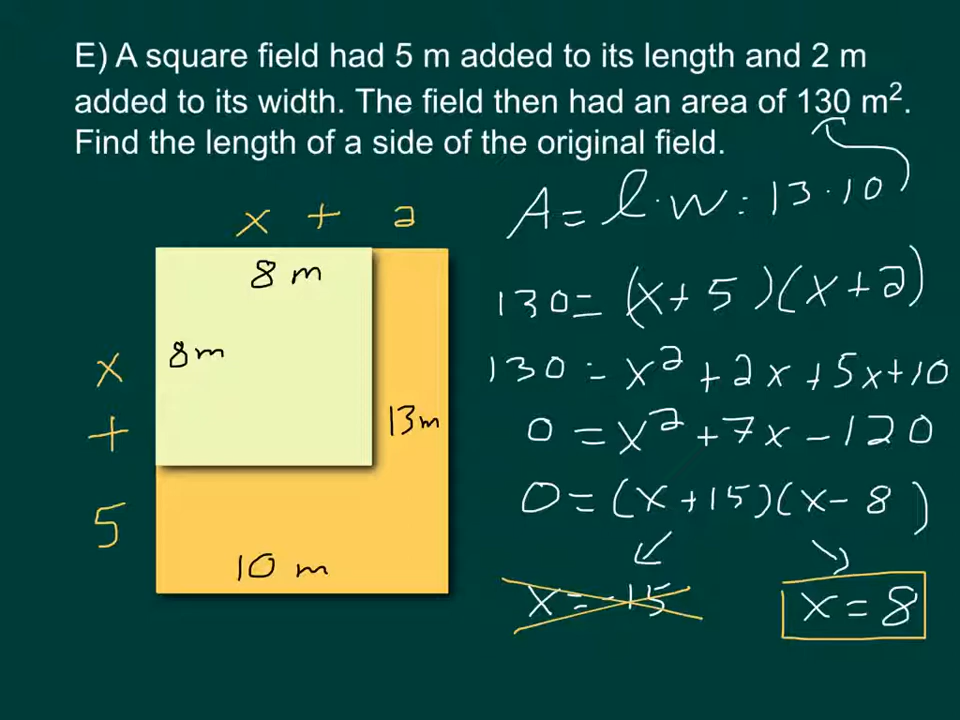 E) A square field had 5 m added to its length and 2 m
added to its width. The field then had an area of 130 m².
Find the length of a side of the original field.
A = l · w = 13 · 10
x + 2
8 m
130 = (x + 5)(x + 2)
8m
x
130 = x² + 2x + 5x + 10
13m
+
0 = x² + 7x - 120
5
0 = (x + 15)(x - 8)
10 m
x = -15
x = 8